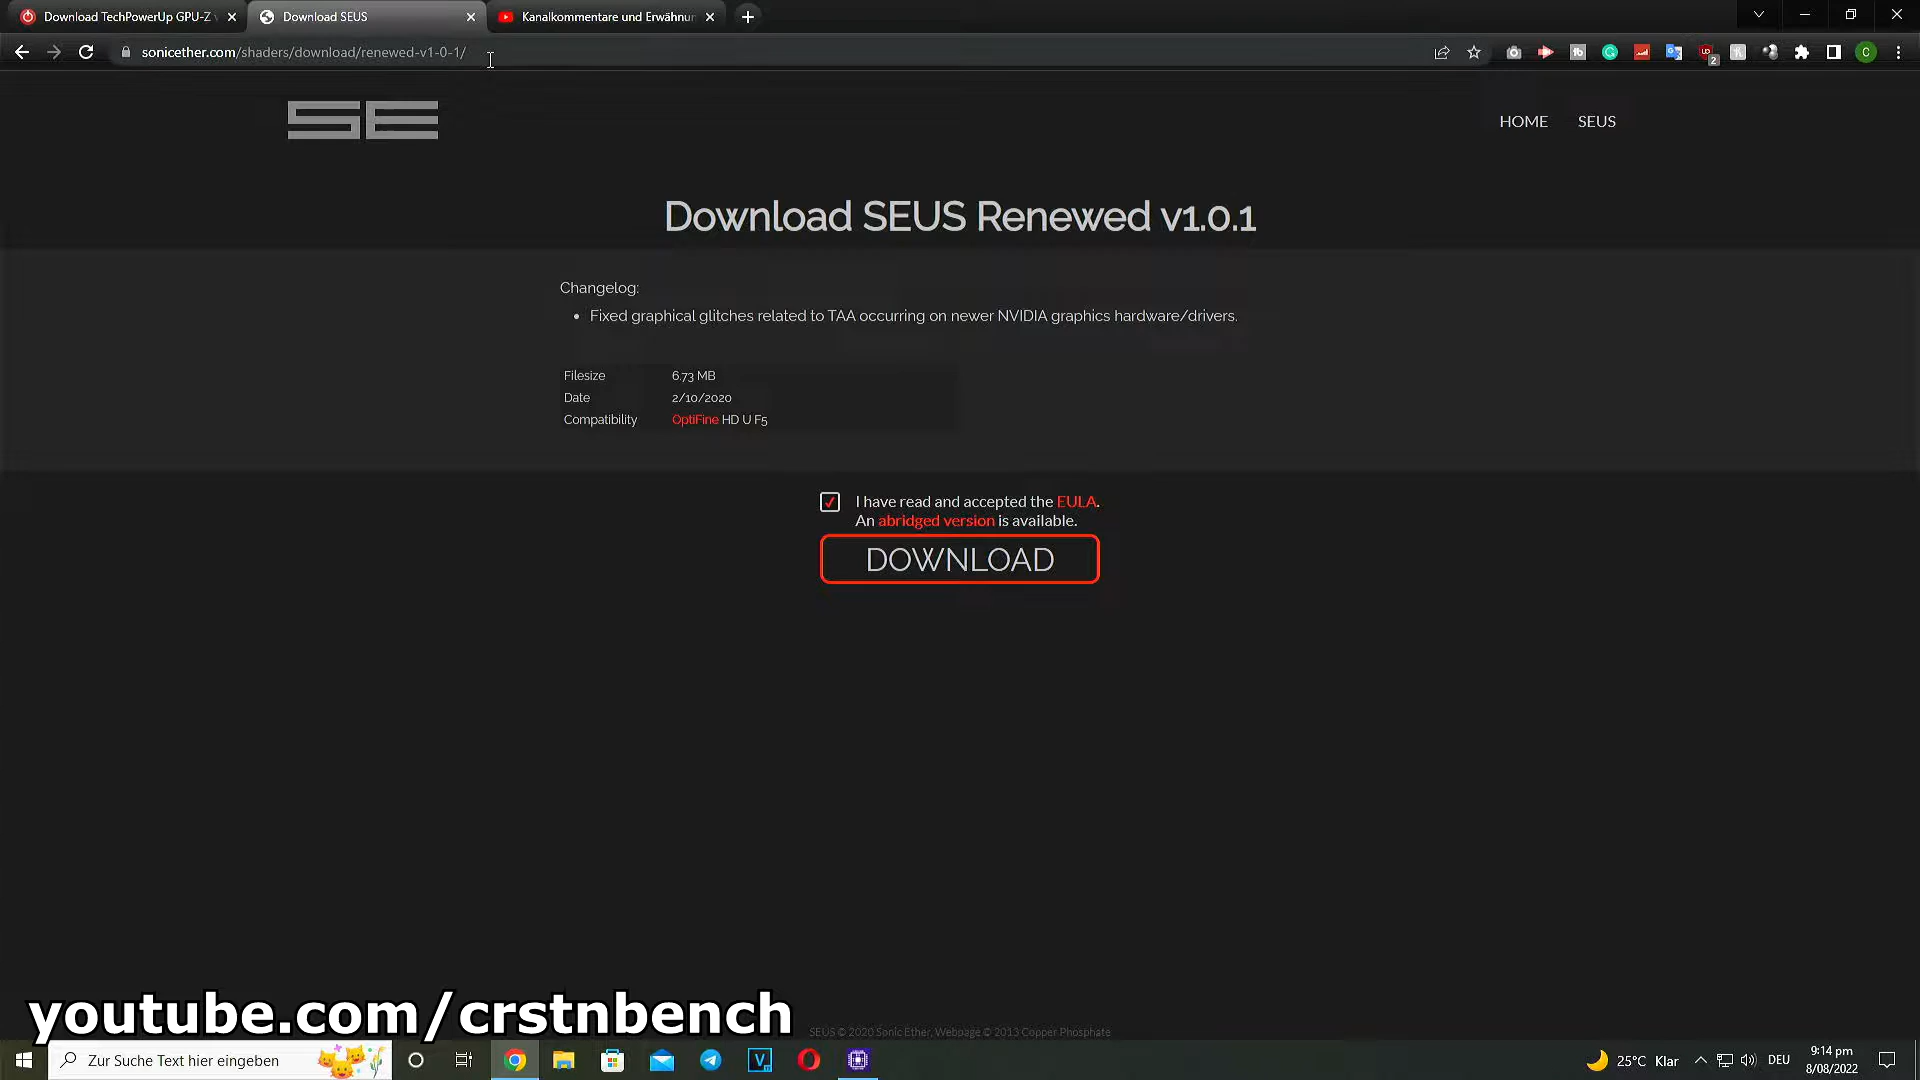 Download TechPowerUp GPU-Z v
Download SEUS
Kanalkommentare und Erwähnun
sonicether.com/shaders/download/renewed-v1-0-1/
2
C
SE
HOME
SEUS
Download SEUS Renewed v1.0.1
Changelog:
• Fixed graphical glitches related to TAA occurring on newer NVIDIA graphics hardware/drivers.
Filesize 6.73 MB
Date 2/10/2020
Compatibility OptiFine HD U F5
I have read and accepted the EULA.
An abridged version is available.
DOWNLOAD
youtube.com/crstnbench
SEUS © 2020 Sonic Ether, Webpage © 2013 Copper Phosphate
Zur Suche Text hier eingeben
25°C Klar
DEU
9:14 pm
8/08/2022